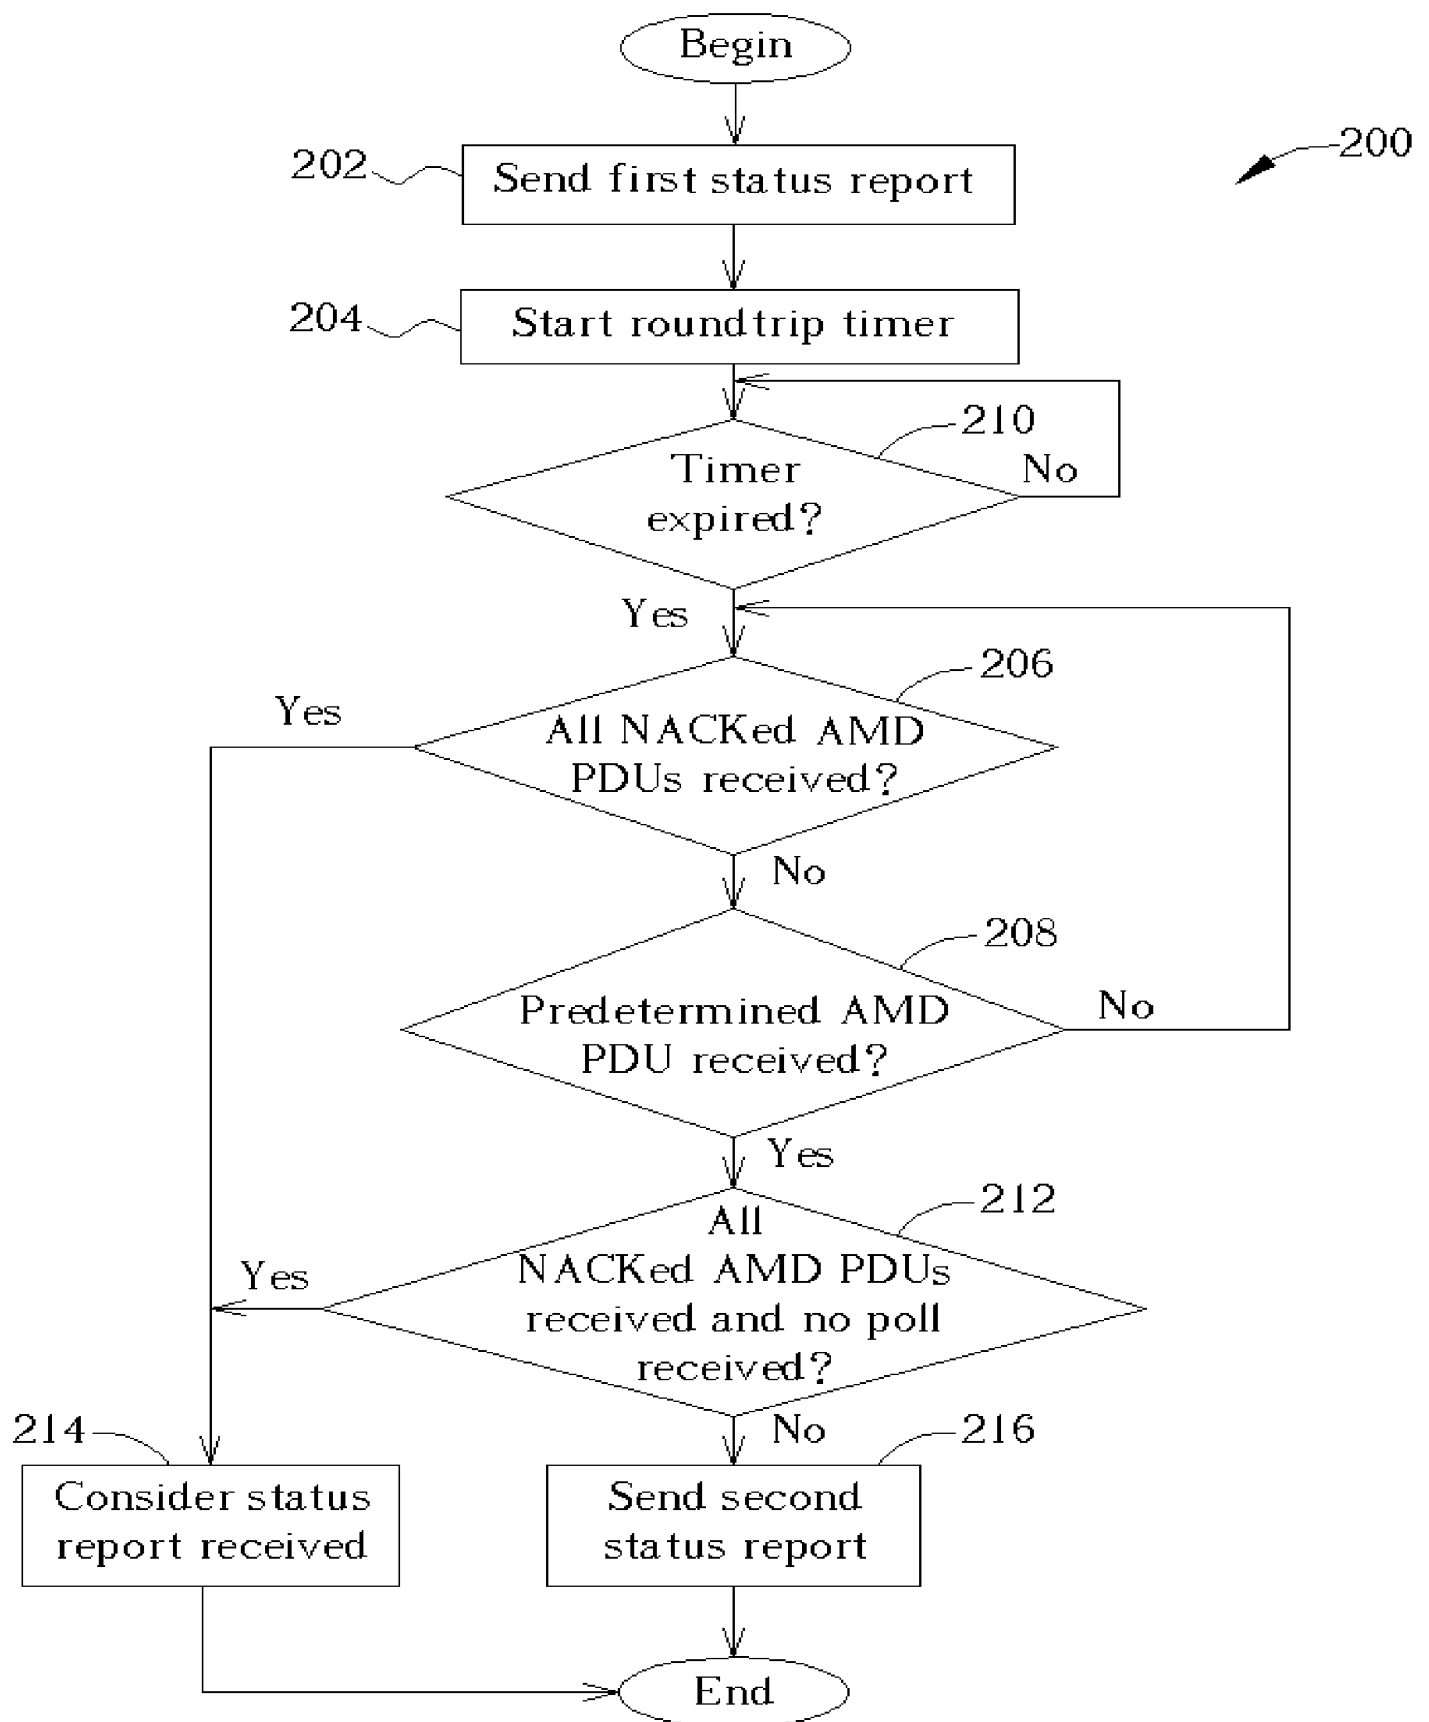 Begin
200
202
Send first status report
204
Start roundtrip timer
210
Timer
expired?
No
Yes
206
Yes
All NACKed AMD
PDUs received?
No
208
Predetermined AMD
PDU received?
No
Yes
212
All
NACKed AMD PDUs
received and no poll
received?
Yes
No
214
216
Consider status
report received
Send second
status report
End